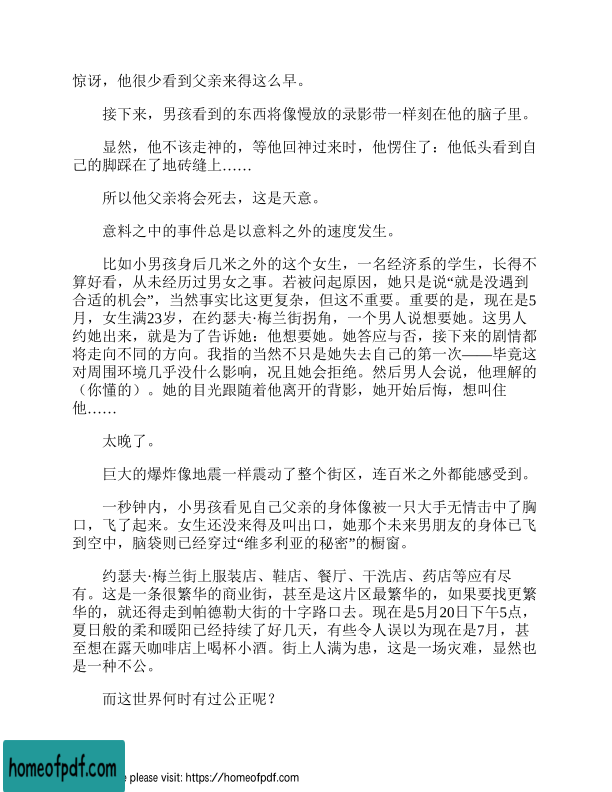 惊讶，他很少看到父亲来得这么早。
接下来，男孩看到的东西将像慢放的录影带一样刻在他的脑子里。
显然，他不该走神的，等他回神过来时，他愣住了：他低头看到自
己的脚踩在了地砖缝上……
所以他父亲将会死去，这是天意。
意料之中的事件总是以意料之外的速度发生。
比如小男孩身后几米之外的这个女生，一名经济系的学生，长得不
算好看，从未经历过男女之事。若被问起原因，她只是说“就是没遇到
合适的机会”，当然事实比这更复杂，但这不重要。重要的是，现在是5
月，女生满23岁，在约瑟夫·梅兰街拐角，一个男人说想要她。这男人
约她出来，就是为了告诉她：他想要她。她答应与否，接下来的剧情都
将走向不同的方向。我指的当然不只是她失去自己的第一次——毕竟这
对周围环境几乎没什么影响，况且她会拒绝。然后男人会说，他理解的
（你懂的）。她的目光跟随着他离开的背影，她开始后悔，想叫住
他……
太晚了。
巨大的爆炸像地震一样震动了整个街区，连百米之外都能感受到。
一秒钟内，小男孩看见自己父亲的身体像被一只大手无情击中了胸
口，飞了起来。女生还没来得及叫出口，她那个未来男朋友的身体已飞
到空中，脑袋则已经穿过“维多利亚的秘密”的橱窗。
约瑟夫·梅兰街上服装店、鞋店、餐厅、干洗店、药店等应有尽
有。这是一条很繁华的商业街，甚至是这片区最繁华的，如果要找更繁
华的，就还得走到帕德勒大街的十字路口去。现在是5月20日下午5点，
夏日般的柔和暖阳已经持续了好几天，有些令人误以为现在是7月，甚
至想在露天咖啡店上喝杯小酒。街上人满为患，这是一场灾难，显然也
是一种不公。
而这世界何时有过公正呢？
homeofpdf.com
e please visit: https://homeofpdf.com